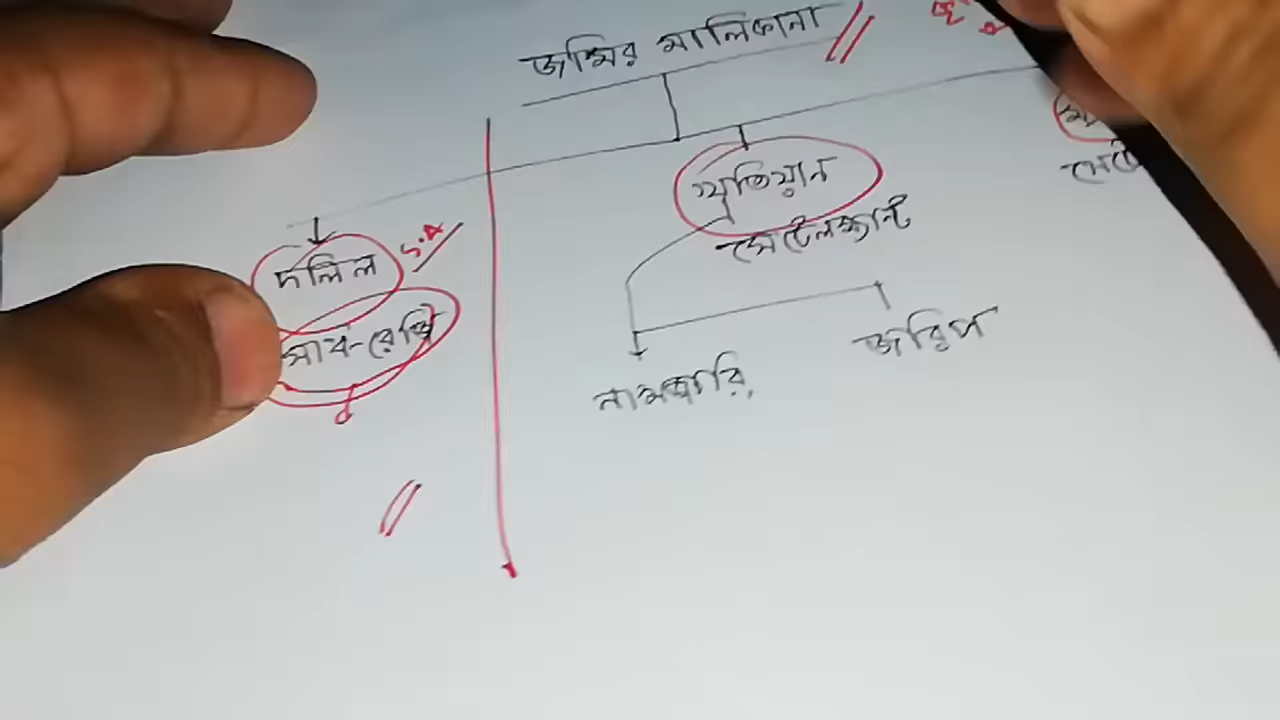 জমির মালিকানা
খতিয়ান
সেটেলমেন্ট
দলিল
সাব-রেজি
নামজারি,
জরিপ